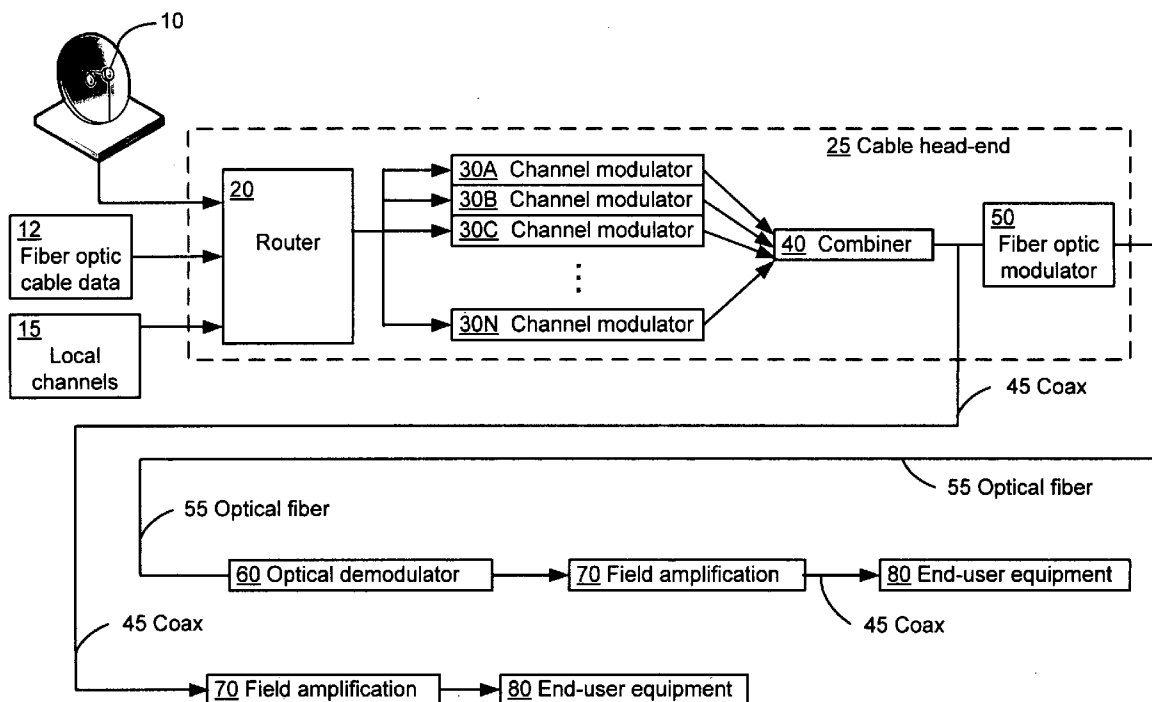 10
25 Cable head-end
20
Router
30A Channel modulator
30B Channel modulator
30C Channel modulator
30N Channel modulator
40 Combiner
50
Fiber optic
modulator
12
Fiber optic
cable data
15
Local
channels
45 Coax
55 Optical fiber
55 Optical fiber
60 Optical demodulator
70 Field amplification
80 End-user equipment
45 Coax
45 Coax
70 Field amplification
80 End-user equipment